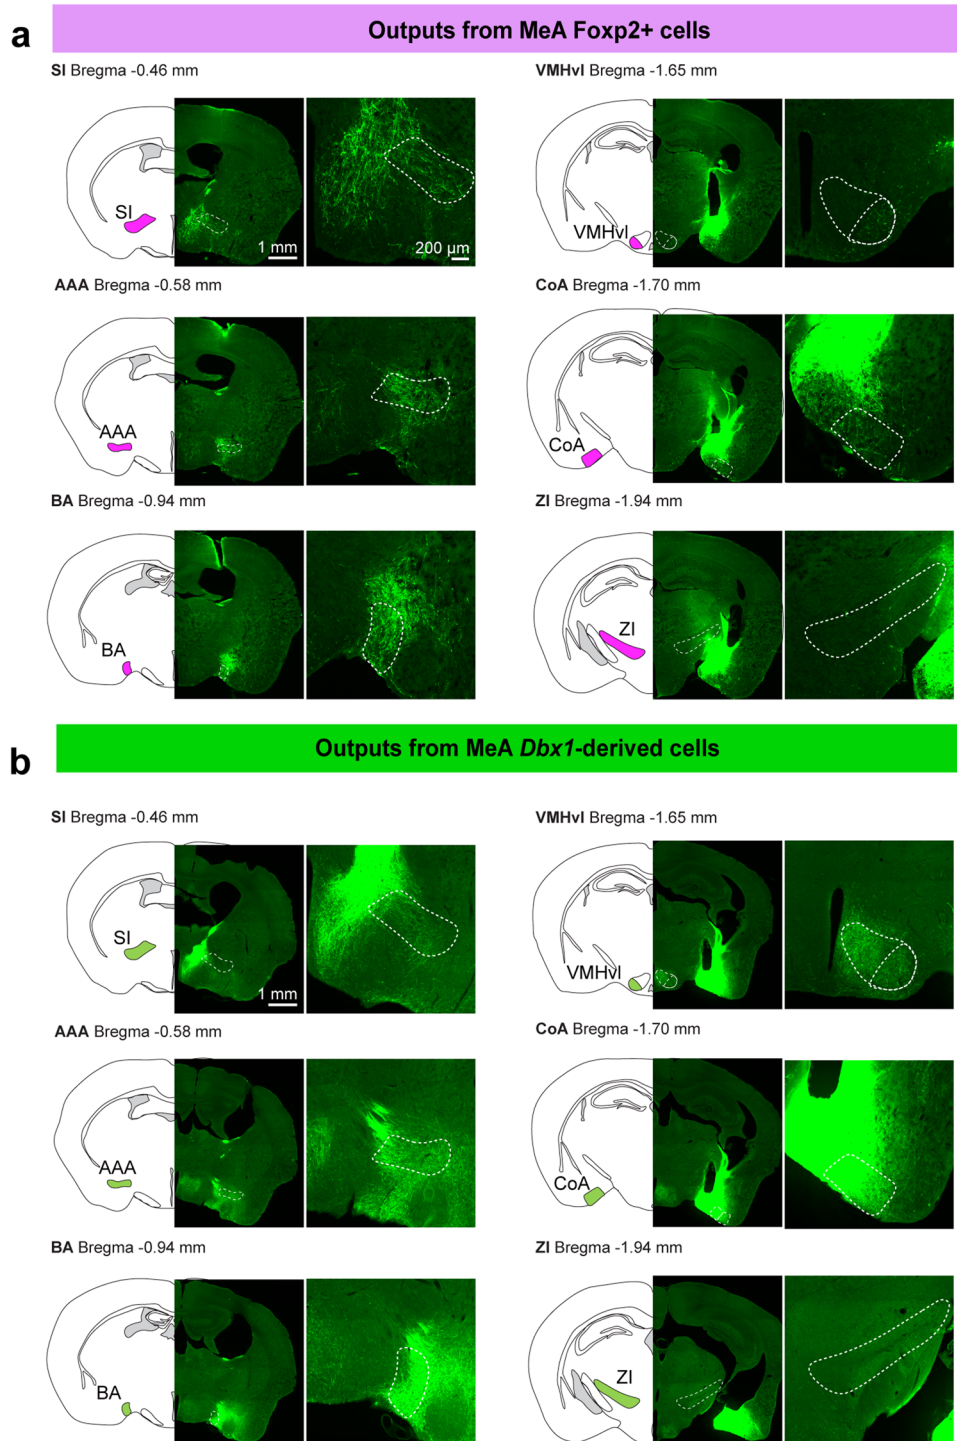 a
Outputs from MeA Foxp2+ cells
SI Bregma -0.46 mm
SI
1 mm
200 µm
VMHvl Bregma -1.65 mm
VMHvl
AAA Bregma -0.58 mm
AAA
CoA Bregma -1.70 mm
CoA
BA Bregma -0.94 mm
BA
ZI Bregma -1.94 mm
ZI
b
Outputs from MeA Dbx1-derived cells
SI Bregma -0.46 mm
SI
1 mm
VMHvl Bregma -1.65 mm
VMHvl
AAA Bregma -0.58 mm
AAA
CoA Bregma -1.70 mm
CoA
BA Bregma -0.94 mm
BA
ZI Bregma -1.94 mm
ZI